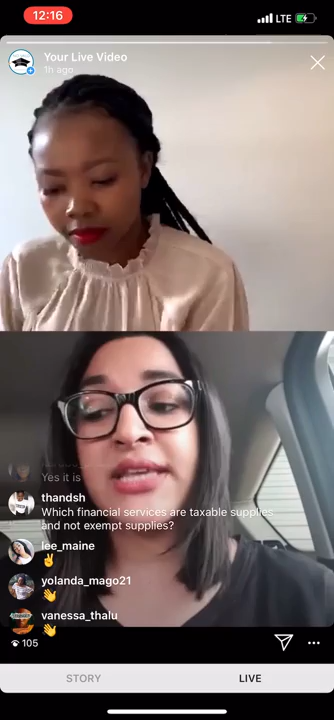 12:16
LTE
Your Live Video
1h ago
Yes it is
thandsh
Which financial services are taxable supplies
and not exempt supplies?
lee_maine
yolanda_mago21
vanessa_thalu
105
STORY
LIVE